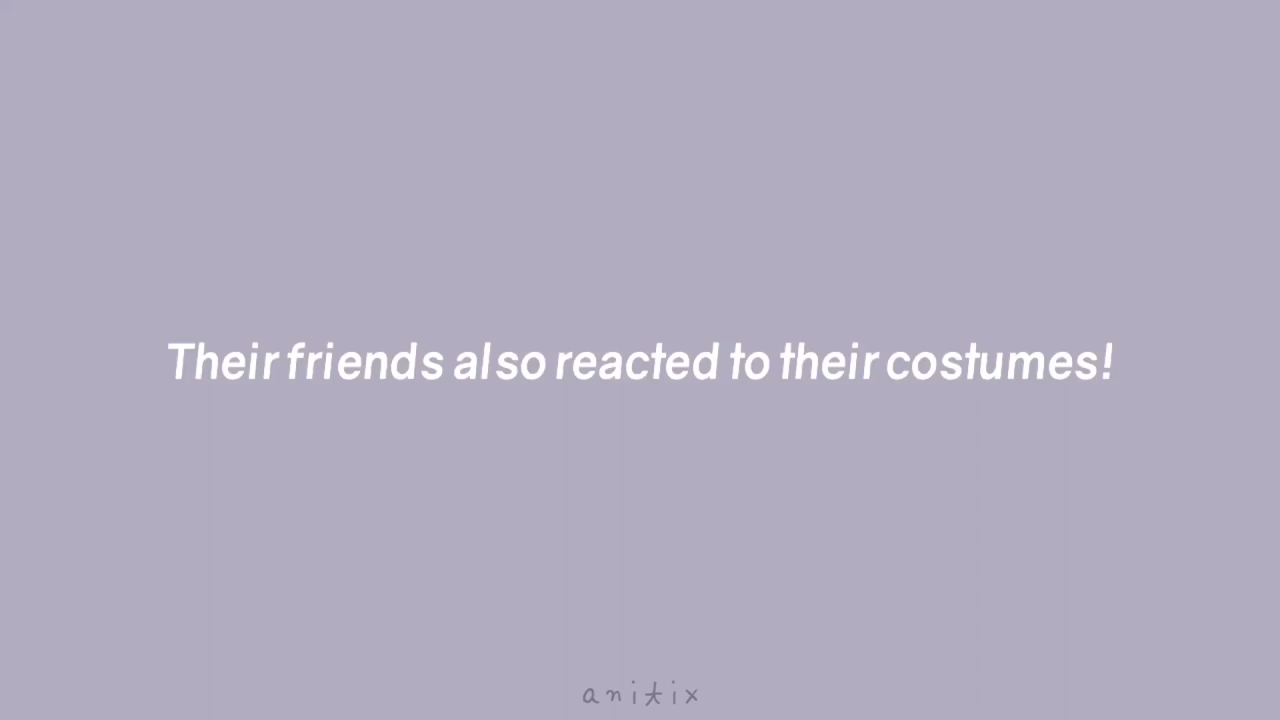 Their friends also reacted to their costumes!
anitix